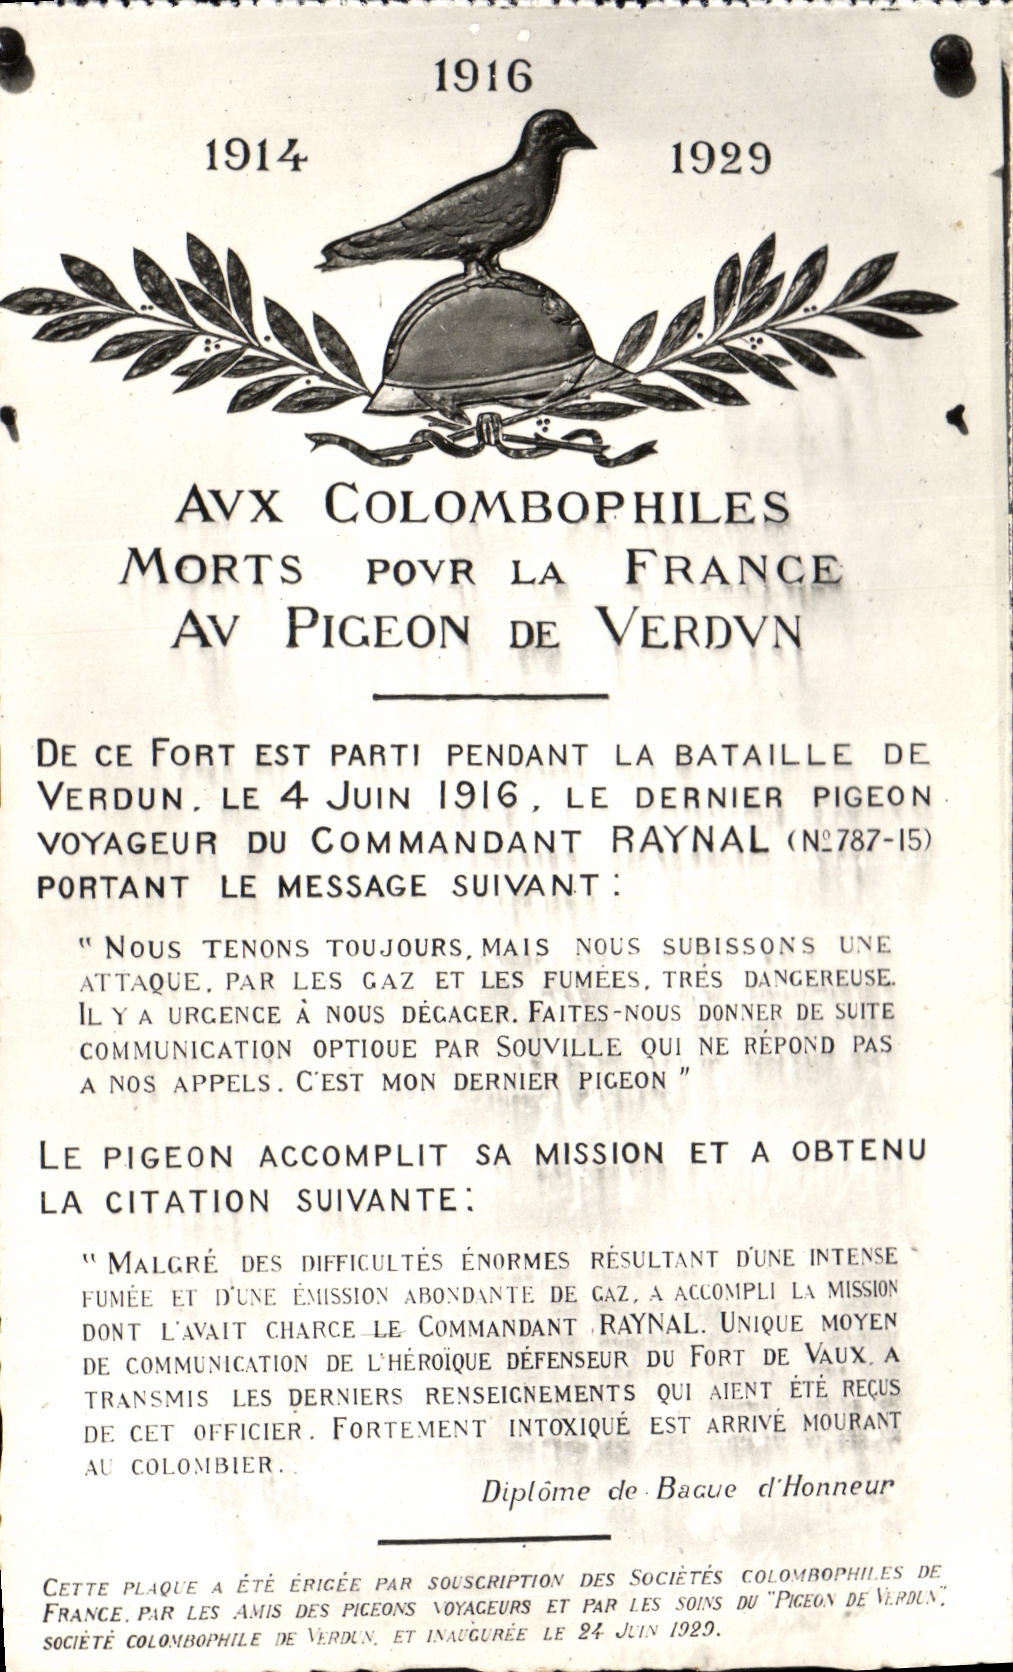 1916
1914 1929
AVX COLOMBOPHILES
MORTS POVR LA FRANCE
AV PIGEON DE VERDVN
DE CE FORT EST PARTI PENDANT LA BATAILLE DE
VERDUN, LE 4 JUIN 1916, LE DERNIER PIGEON
VOYAGEUR DU COMMANDANT RAYNAL (Nº 787-15)
PORTANT LE MESSAGE SUIVANT :
" NOUS TENONS TOUJOURS, MAIS NOUS SUBISSONS UNE
ATTAQUE, PAR LES GAZ ET LES FUMÉES, TRÉS DANGEREUSE.
IL Y A URGENCE À NOUS DÉGAGER. FAITES-NOUS DONNER DE SUITE
COMMUNICATION OPTIQUE PAR SOUVILLE QUI NE RÉPOND PAS
A NOS APPELS. C'EST MON DERNIER PIGEON "
LE PIGEON ACCOMPLIT SA MISSION ET A OBTENU
LA CITATION SUIVANTE :
" MALGRÉ DES DIFFICULTÉS ÉNORMES RÉSULTANT D'UNE INTENSE
FUMÉE ET D'UNE ÉMISSION ABONDANTE DE GAZ, A ACCOMPLI LA MISSION
DONT L'AVAIT CHARGE LE COMMANDANT RAYNAL. UNIQUE MOYEN
DE COMMUNICATION DE L'HÉROÏQUE DÉFENSEUR DU FORT DE VAUX, A
TRANSMIS LES DERNIERS RENSEIGNEMENTS QUI AIENT ÉTÉ REÇUS
DE CET OFFICIER. FORTEMENT INTOXIQUÉ EST ARRIVÉ MOURANT
AU COLOMBIER.
Diplôme de Bague d'Honneur
CETTE PLAQUE A ÉTÉ ÉRIGÉE PAR SOUSCRIPTION DES SOCIÈTÉS COLOMBOPHILES DE
FRANCE, PAR LES AMIS DES PIGEONS VOYAGEURS ET PAR LES SOINS DU "PIGEON DE VERDUN",
SOCIÈTÉ COLOMBOPHILE DE VERDUN, ET INAUGURÉE LE 24 JUIN 1929.